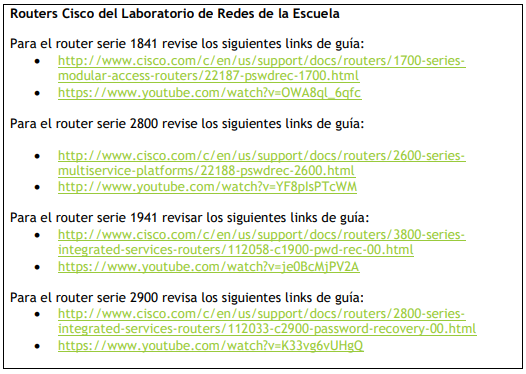 Routers Cisco del Laboratorio de Redes de la Escuela
Para el router serie 1841 revise los siguientes links de guía:
• http://www.cisco.com/c/en/us/support/docs/routers/1700-series-
modular-access-routers/22187-pswdrec-1700.html
• https://www.youtube.com/watch?v=OWA8ql_6qfc
Para el router serie 2800 revise los siguientes links de guía:
• http://www.cisco.com/c/en/us/support/docs/routers/2600-series-
multiservice-platforms/22188-pswdrec-2600.html
• http://www.youtube.com/watch?v=YF8pIsPTcWM
Para el router serie 1941 revisar los siguientes links de guía:
• http://www.cisco.com/c/en/us/support/docs/routers/3800-series-
integrated-services-routers/112058-c1900-pwd-rec-00.html
• https://www.youtube.com/watch?v=je0BcMjPV2A
Para el router serie 2900 revisa los siguientes links de guía:
• http://www.cisco.com/c/en/us/support/docs/routers/2800-series-
integrated-services-routers/112033-c2900-password-recovery-00.html
• https://www.youtube.com/watch?v=K33vg6vUHgQ